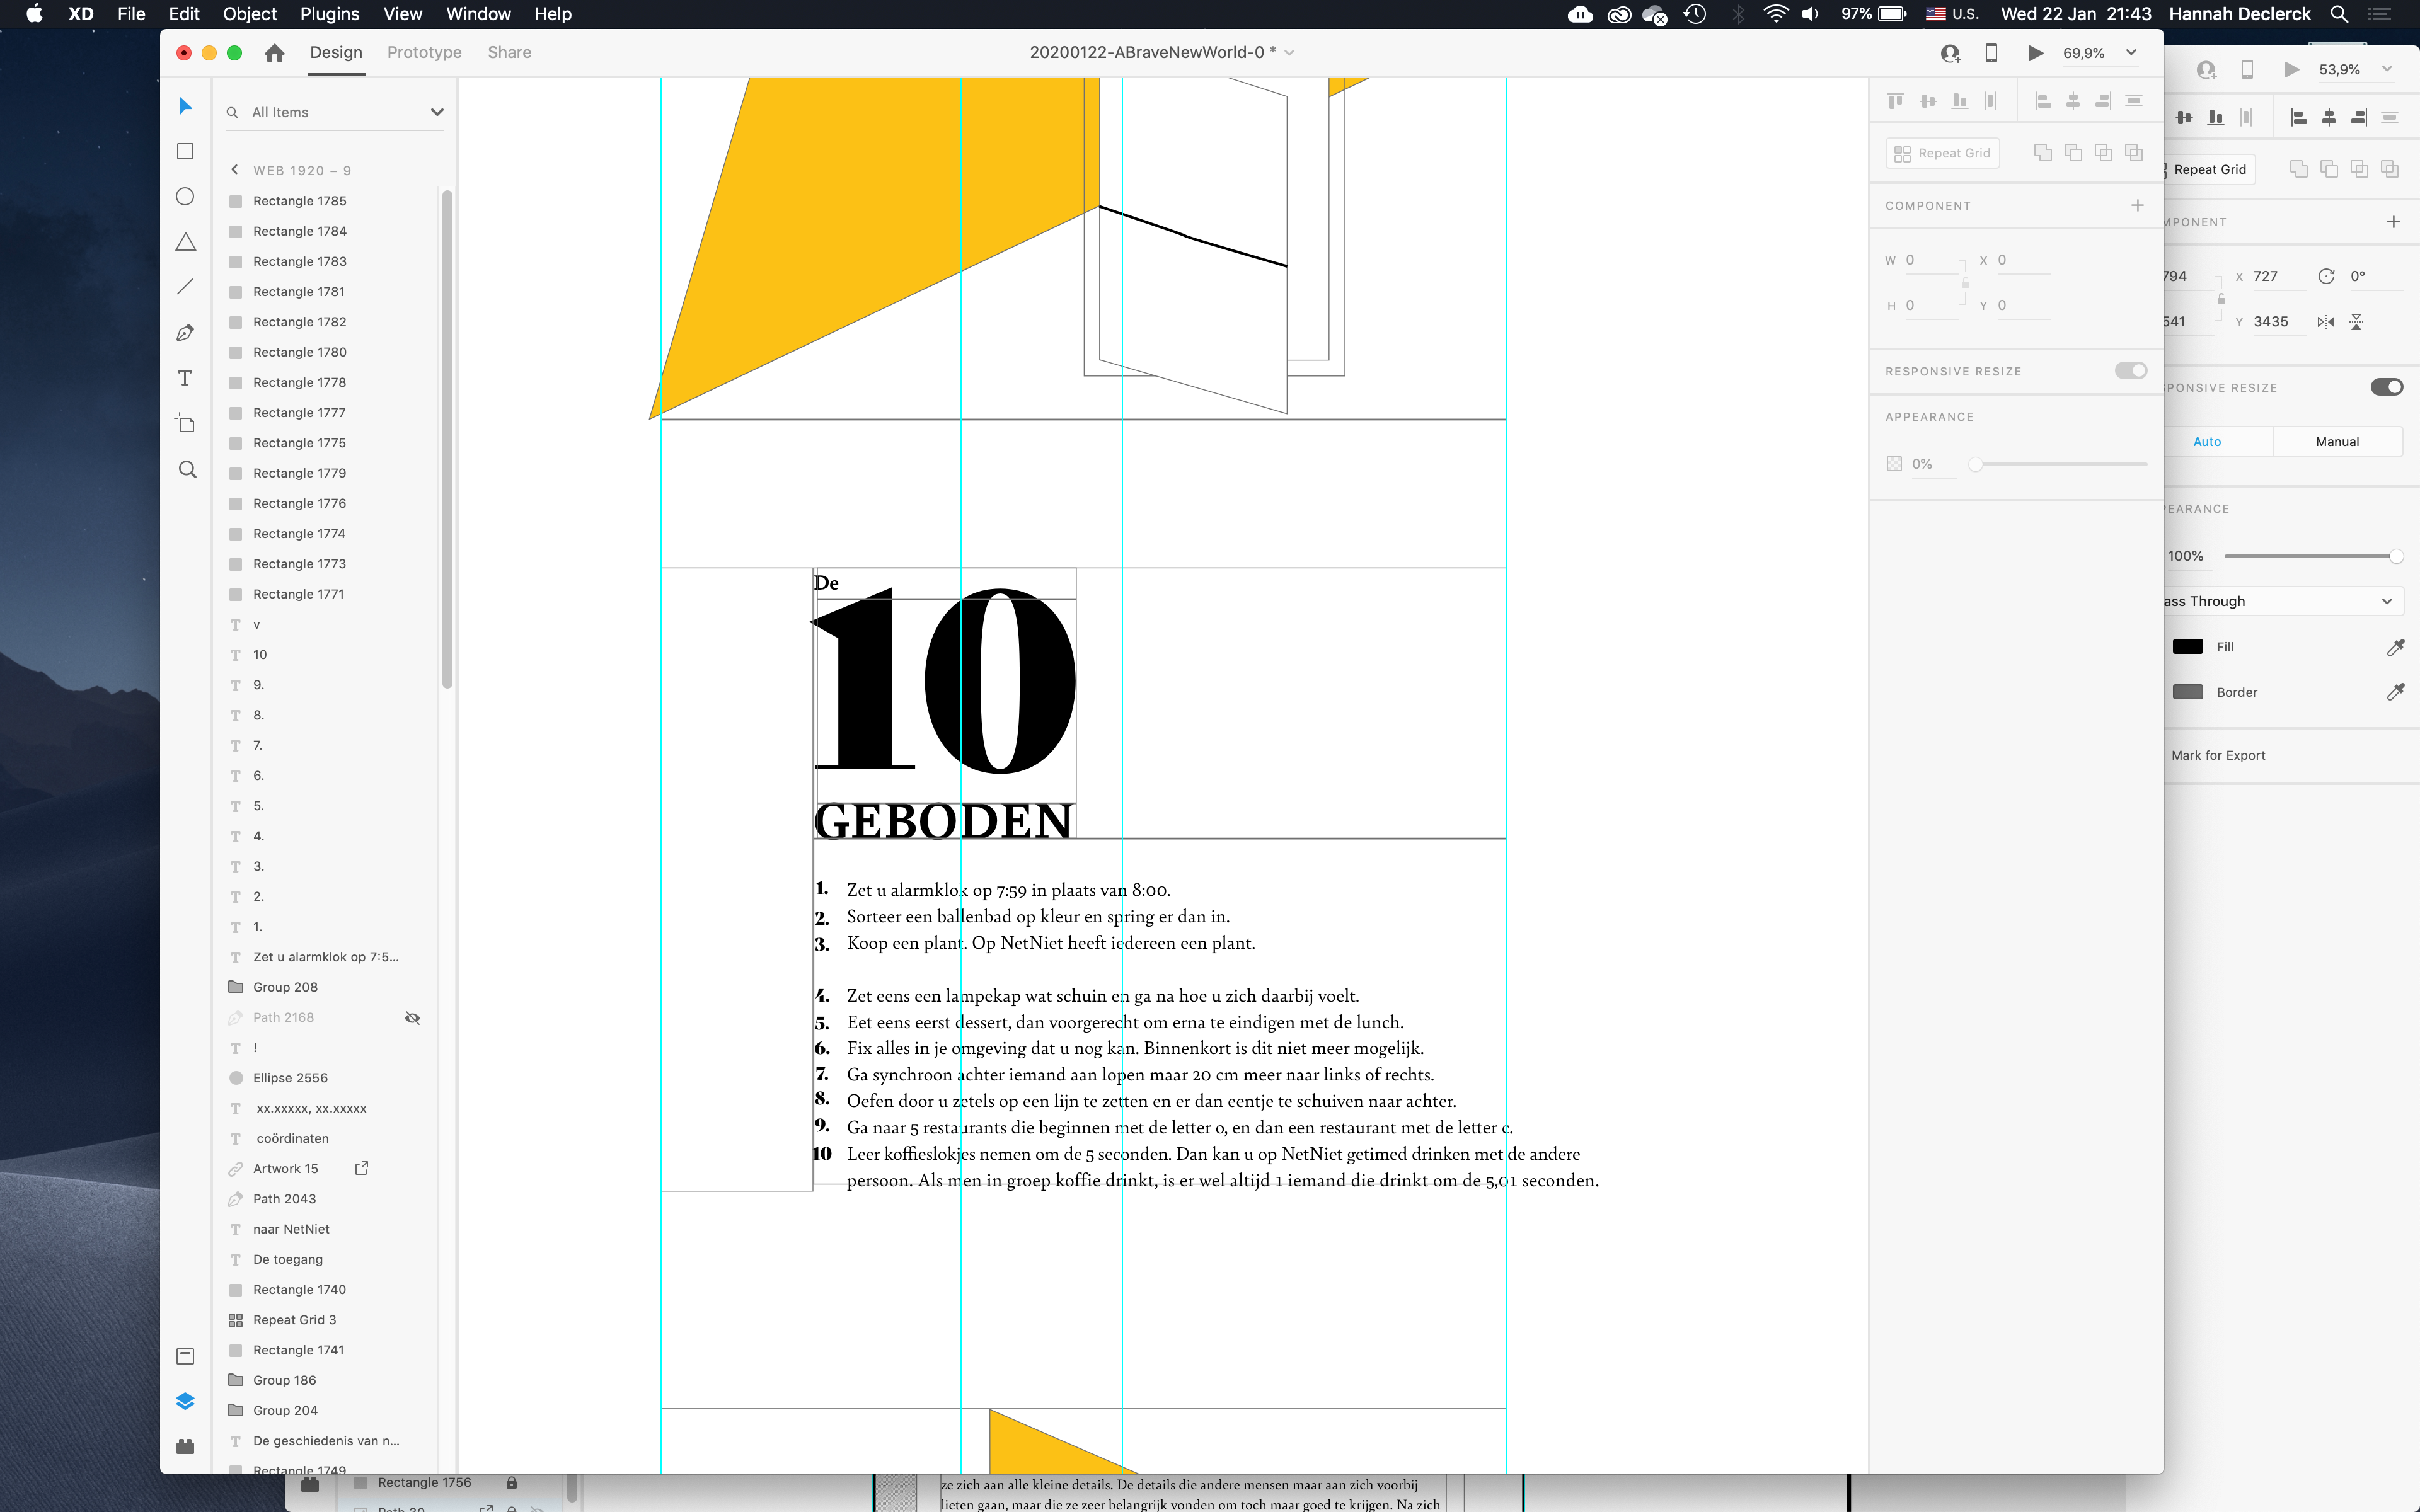 XD File Edit Object Plugins View Window Help
97% U.S. Wed 22 Jan 21:43 Hannah Declerck
Design Prototype Share
20200122-ABraveNewWorld-0 *
69,9%
53,9%
All Items
WEB 1920 – 9
Rectangle 1785
Rectangle 1784
Rectangle 1783
Rectangle 1781
Rectangle 1782
Rectangle 1780
Rectangle 1778
Rectangle 1777
Rectangle 1775
Rectangle 1779
Rectangle 1776
Rectangle 1774
Rectangle 1773
Rectangle 1771
v
10
9.
8.
7.
6.
5.
4.
3.
2.
1.
Zet u alarmklok op 7:5...
Group 208
Path 2168
!
Ellipse 2556
xx.xxxxx, xx.xxxxx
coördinaten
Artwork 15
Path 2043
naar NetNiet
De toegang
Rectangle 1740
Repeat Grid 3
Rectangle 1741
Group 186
Group 204
De geschiedenis van n...
Rectangle 1749
De
10
GEBODEN
1. Zet u alarmklok op 7:59 in plaats van 8:00.
2. Sorteer een ballenbad op kleur en spring er dan in.
3. Koop een plant. Op NetNiet heeft iedereen een plant.
4. Zet eens een lampekap wat schuin en ga na hoe u zich daarbij voelt.
5. Eet eens eerst dessert, dan voorgerecht om erna te eindigen met de lunch.
6. Fix alles in je omgeving dat u nog kan. Binnenkort is dit niet meer mogelijk.
7. Ga synchroon achter iemand aan lopen maar 20 cm meer naar links of rechts.
8. Oefen door u zetels op een lijn te zetten en er dan eentje te schuiven naar achter.
9. Ga naar 5 restaurants die beginnen met de letter o, en dan een restaurant met de letter c.
10 Leer koffieslokjes nemen om de 5 seconden. Dan kan u op NetNiet getimed drinken met de andere
persoon. Als men in groep koffie drinkt, is er wel altijd 1 iemand die drinkt om de 5,01 seconden.
Repeat Grid
COMPONENT
W 0 X 0
H 0 Y 0
RESPONSIVE RESIZE
APPEARANCE
0%
Repeat Grid
MPONENT
794 X 727 0°
541 Y 3435
PONSIVE RESIZE
Auto Manual
PEARANCE
100%
ass Through
Fill
Border
Mark for Export
Rectangle 1756
ze zich aan alle kleine details. De details die andere mensen maar aan zich voorbij
lieten gaan, maar die ze zeer belangrijk vonden om toch maar goed te krijgen. Na zich